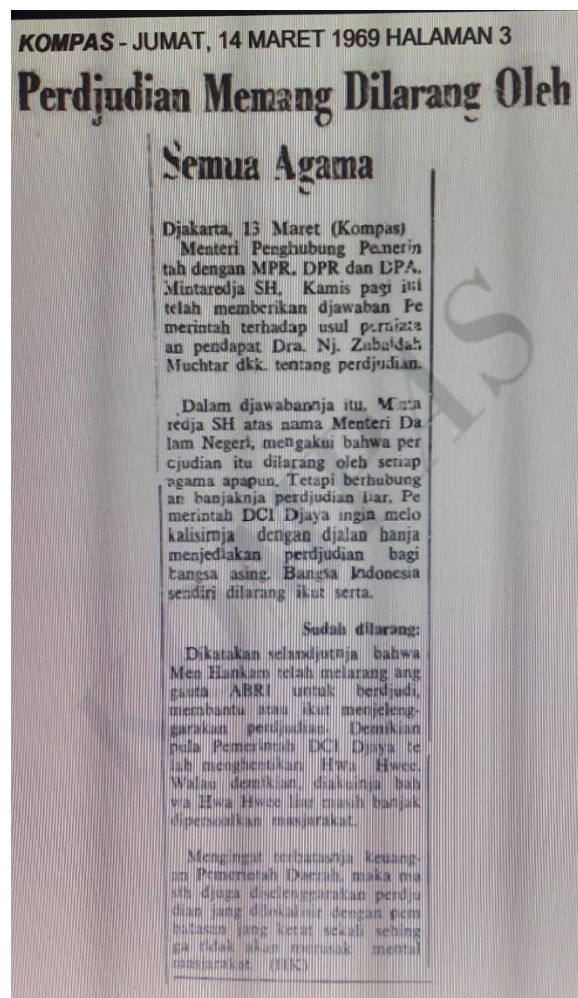 KOMPAS - JUMAT, 14 MARET 1969 HALAMAN 3
Perdjudian Memang Dilarang Oleh
Semua Agama
Djakarta, 13 Maret (Kompas)
Menteri Penghubung Pemerin
tah dengan MPR, DPR dan DPA,
Mintaredja SH, Kamis pagi ini
telah memberikan djawaban Pe
merintah terhadap usul pernjata
an pendapat Dra. Nj. Zubaidah
Muchtar dkk. tentang perdjudian.
Dalam djawabannja itu, Minta
redja SH atas nama Menteri Da
lam Negeri, mengakui bahwa per
djudian itu dilarang oleh setiap
agama apapun. Tetapi berhubung
an banjaknja perdjudian liar, Pe
merintah DCI Djaya ingin melo
kalisirnja dengan djalan hanja
menjediakan perdjudian bagi
bangsa asing. Bangsa Indonesia
sendiri dilarang ikut serta.
Sudah dilarang:
Dikatakan selandjutnja bahwa
Men Hankam telah melarang ang
gauta ABRI untuk berdjudi,
membantu atau ikut menjeleng-
garakan perdjudian. Demikian
pula Pemerintah DCI Djaya te
lah menghentikan Hwa Hwee.
Walau demikian, diakuinja bah
wa Hwa Hwee liar masih banjak
dipersoalkan masjarakat.
Mengingat terbatasnja keuang-
an Pemerintah Daerah, maka ma
sih djuga diselenggarakan perdju
dian jang dilokalisir dengan pem
batasan jang ketat sekali sehing
ga tidak akan merusak mental
masjarakat. (HK)
KOMPAS